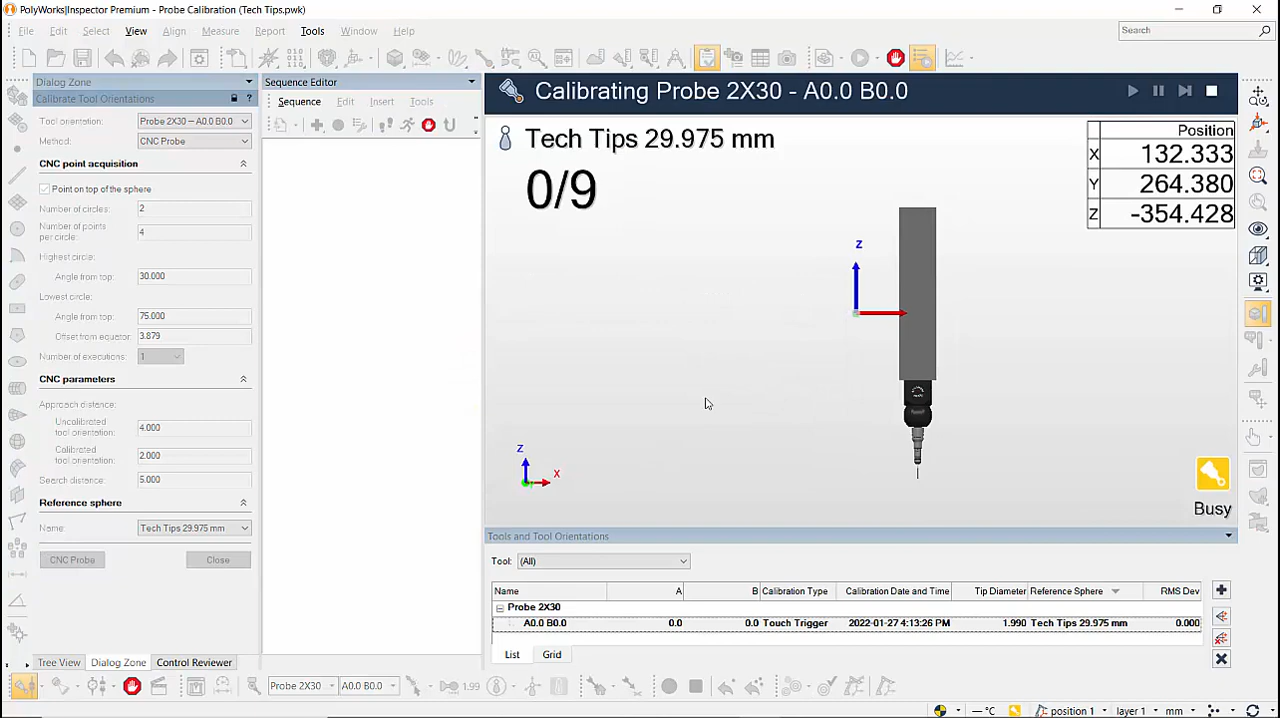 PolyWorks|Inspector Premium - Probe Calibration (Tech Tips.pwk)
File Edit Select View Align Measure Report Tools Window Help
Search
Dialog Zone
Sequence Editor
Calibrating Probe 2X30 - A0.0 B0.0
Calibrate Tool Orientations
Sequence Edit Insert Tools
Tool orientation: Probe 2X30 – A0.0 B0.0
Method: CNC Probe
CNC point acquisition
Point on top of the sphere
Number of circles: 2
Number of points
per circle: 4
Highest circle:
Angle from top: 30.000
Lowest circle:
Angle from top: 75.000
Offset from equator: 3.879
Number of executions: 1
CNC parameters
Approach distance:
Uncalibrated
tool orientation: 4.000
Calibrated
tool orientation: 2.000
Search distance: 5.000
Reference sphere
Name: Tech Tips 29.975 mm
CNC Probe Close
Tech Tips 29.975 mm
0/9
Position
X 132.333
Y 264.380
Z -354.428
z
z
x
Busy
Tools and Tool Orientations
Tool: (All)
Name A B Calibration Type Calibration Date and Time Tip Diameter Reference Sphere RMS Dev
Probe 2X30
A0.0 B0.0 0.0 0.0 Touch Trigger 2022-01-27 4:13:26 PM 1.990 Tech Tips 29.975 mm 0.000
List Grid
Tree View Dialog Zone Control Reviewer
Probe 2X30 A0.0 B0.0 1.99
— °C position 1 layer 1 mm